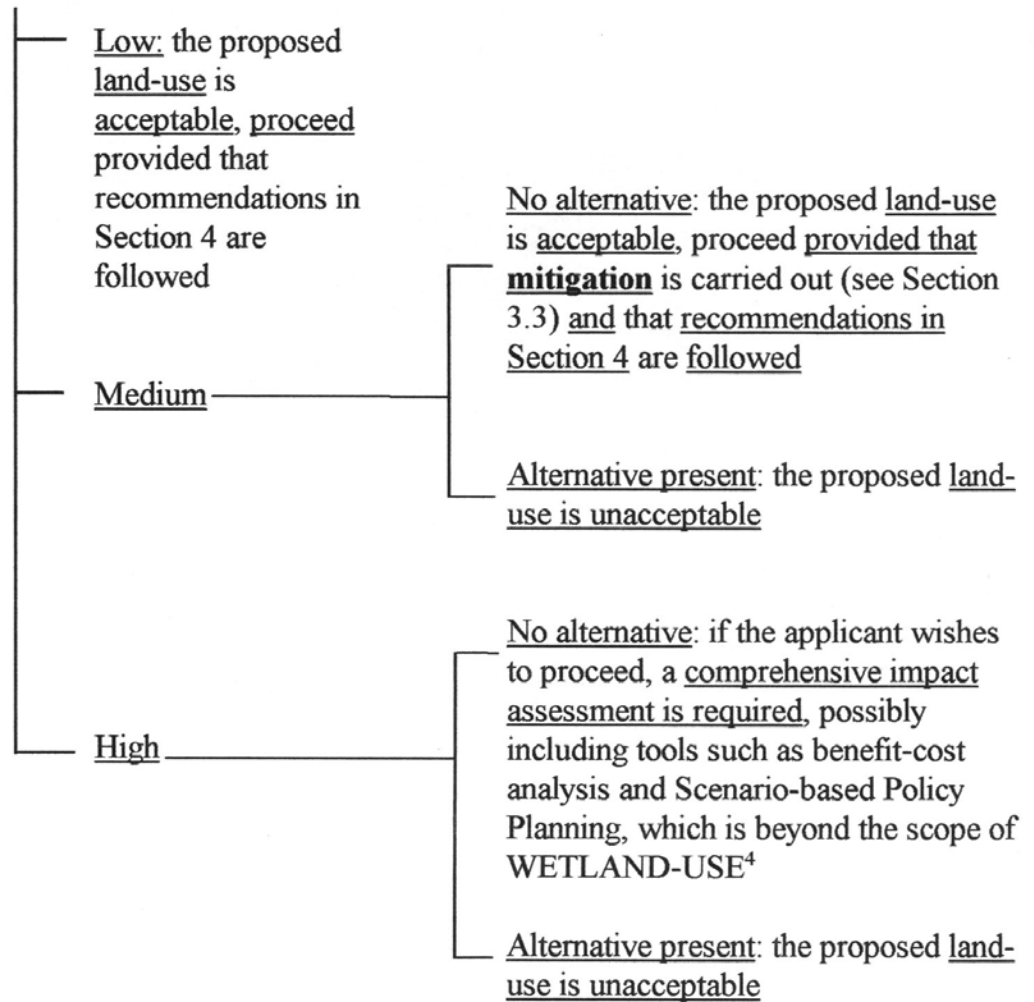 Low: the proposed
land-use is
acceptable, proceed
provided that
recommendations in
Section 4 are
followed
Medium
No alternative: the proposed land-use
is acceptable, proceed provided that
mitigation is carried out (see Section
3.3) and that recommendations in
Section 4 are followed
Alternative present: the proposed land-
use is unacceptable
High
No alternative: if the applicant wishes
to proceed, a comprehensive impact
assessment is required, possibly
including tools such as benefit-cost
analysis and Scenario-based Policy
Planning, which is beyond the scope of
WETLAND-USE⁴
Alternative present: the proposed land-
use is unacceptable